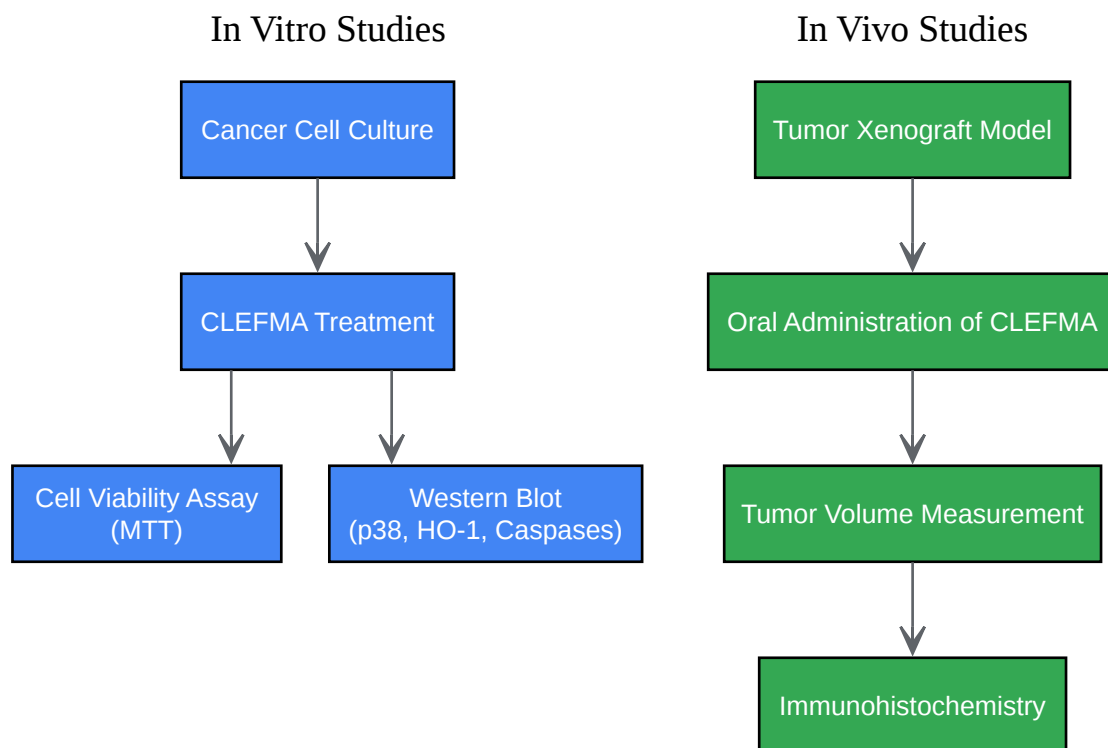 In Vitro Studies
Cancer Cell Culture
CLEFMA Treatment
Cell Viability Assay
(MTT)
Western Blot
(p38, HO-1, Caspases)
In Vivo Studies
Tumor Xenograft Model
Oral Administration of CLEFMA
Tumor Volume Measurement
Immunohistochemistry